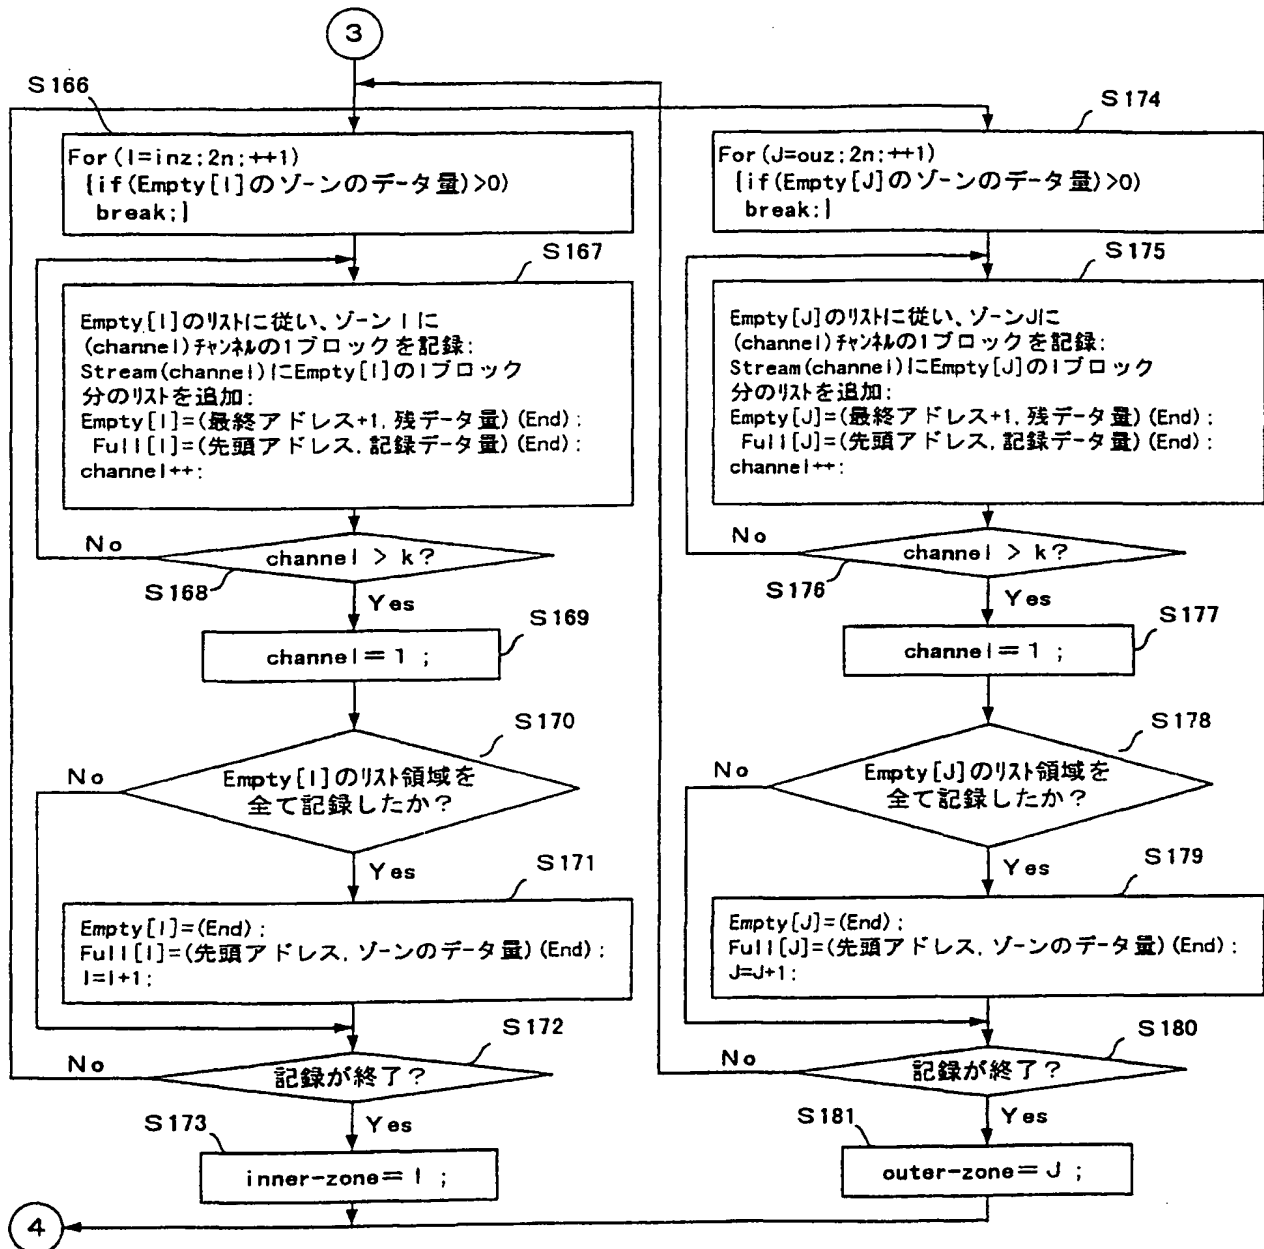 3
S166
For(I=inz;2n;++1)
{if(Empty[I]のゾーンのデータ量)>0)
break;}
S167
Empty[I]のリストに従い、ゾーンIに
(channel)チャンネルの1ブロックを記録:
Stream(channel)にEmpty[I]の1ブロック
分のリストを追加:
Empty[I]=(最終アドレス+1,残データ量)(End):
Full[I]=(先頭アドレス,記録データ量)(End):
channel++:
No
channel > k?
S168
Yes
S169
channel=1 ;
S170
No
Empty[I]のリスト領域を
全て記録したか?
Yes
S171
Empty[I]=(End);
Full[I]=(先頭アドレス,ゾーンのデータ量)(End):
I=I+1:
S172
No
記録が終了?
Yes
S173
inner-zone=I ;
4
S174
For(J=ouz;2n;++1)
{if(Empty[J]のゾーンのデータ量)>0)
break;}
S175
Empty[J]のリストに従い、ゾーンJに
(channel)チャンネルの1ブロックを記録:
Stream(channel)にEmpty[J]の1ブロック
分のリストを追加:
Empty[J]=(最終アドレス+1,残データ量)(End):
Full[J]=(先頭アドレス,記録データ量)(End):
channel++:
No
channel > k?
S176
Yes
S177
channel=1 ;
S178
No
Empty[J]のリスト領域を
全て記録したか?
Yes
S179
Empty[J]=(End);
Full[J]=(先頭アドレス,ゾーンのデータ量)(End):
J=J+1:
S180
No
記録が終了?
Yes
S181
outer-zone=J ;